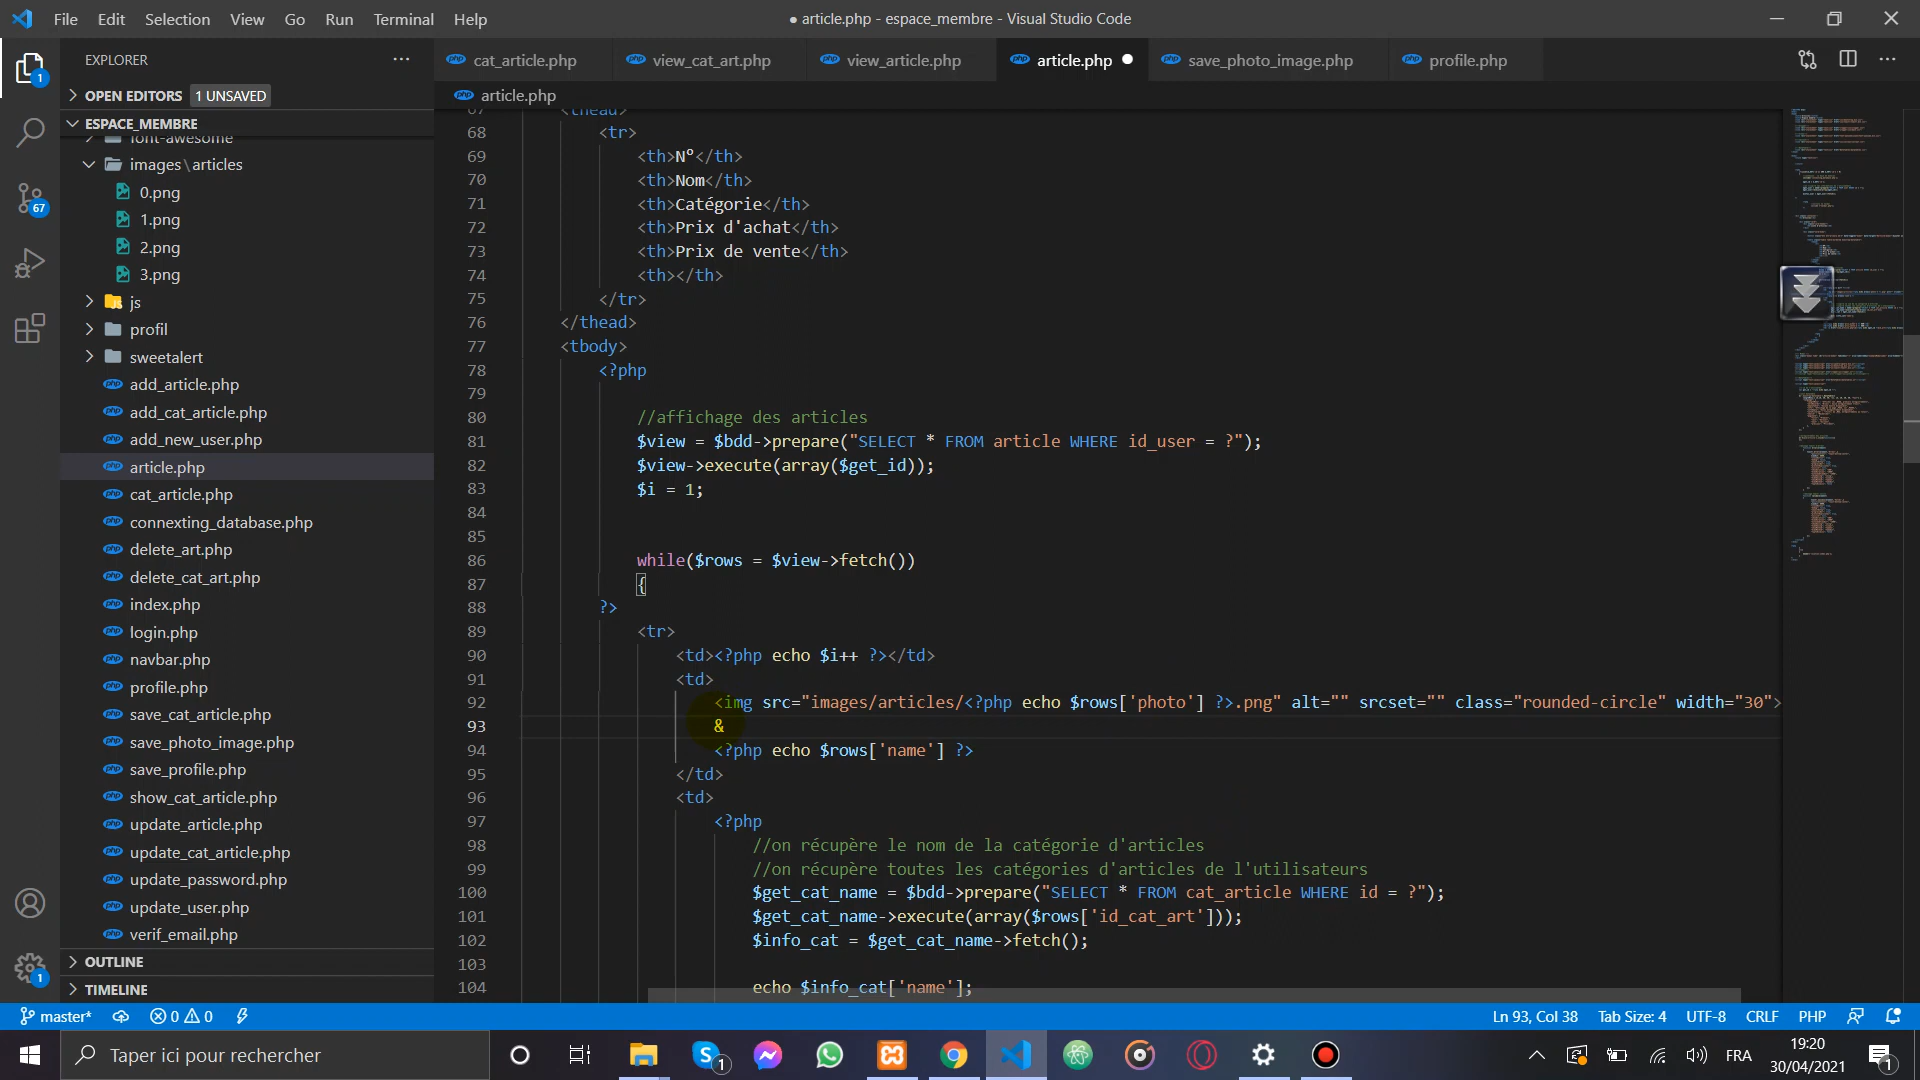 File Edit Selection View Go Run Terminal Help
● article.php - espace_membre - Visual Studio Code
EXPLORER
cat_article.php view_cat_art.php view_article.php article.php save_photo_image.php profile.php
OPEN EDITORS 1 UNSAVED
article.php
ESPACE_MEMBRE
font-awesome
images\articles
0.png
1.png
2.png
3.png
js
profil
sweetalert
add_article.php
add_cat_article.php
add_new_user.php
article.php
cat_article.php
connexting_database.php
delete_art.php
delete_cat_art.php
index.php
login.php
navbar.php
profile.php
save_cat_article.php
save_photo_image.php
save_profile.php
show_cat_article.php
update_article.php
update_cat_article.php
update_password.php
update_user.php
verif_email.php
OUTLINE
TIMELINE
67 <thead>
68 <tr>
69 <th>N°</th>
70 <th>Nom</th>
71 <th>Catégorie</th>
72 <th>Prix d'achat</th>
73 <th>Prix de vente</th>
74 <th></th>
75 </tr>
76 </thead>
77 <tbody>
78 <?php
79
80 //affichage des articles
81 $view = $bdd->prepare("SELECT * FROM article WHERE id_user = ?");
82 $view->execute(array($get_id));
83 $i = 1;
84
85
86 while($rows = $view->fetch())
87 {
88 ?>
89 <tr>
90 <td><?php echo $i++ ?></td>
91 <td>
92 <img src="images/articles/<?php echo $rows['photo'] ?>.png" alt="" srcset="" class="rounded-circle" width="30">
93 &
94 <?php echo $rows['name'] ?>
95 </td>
96 <td>
97 <?php
98 //on récupère le nom de la catégorie d'articles
99 //on récupère toutes les catégories d'articles de l'utilisateurs
100 $get_cat_name = $bdd->prepare("SELECT * FROM cat_article WHERE id = ?");
101 $get_cat_name->execute(array($rows['id_cat_art']));
102 $info_cat = $get_cat_name->fetch();
103
104 echo $info_cat['name'];
1
67
1
master* 0 0
Ln 93, Col 38 Tab Size: 4 UTF-8 CRLF PHP
Taper ici pour rechercher
1
FRA
19:20
30/04/2021
1